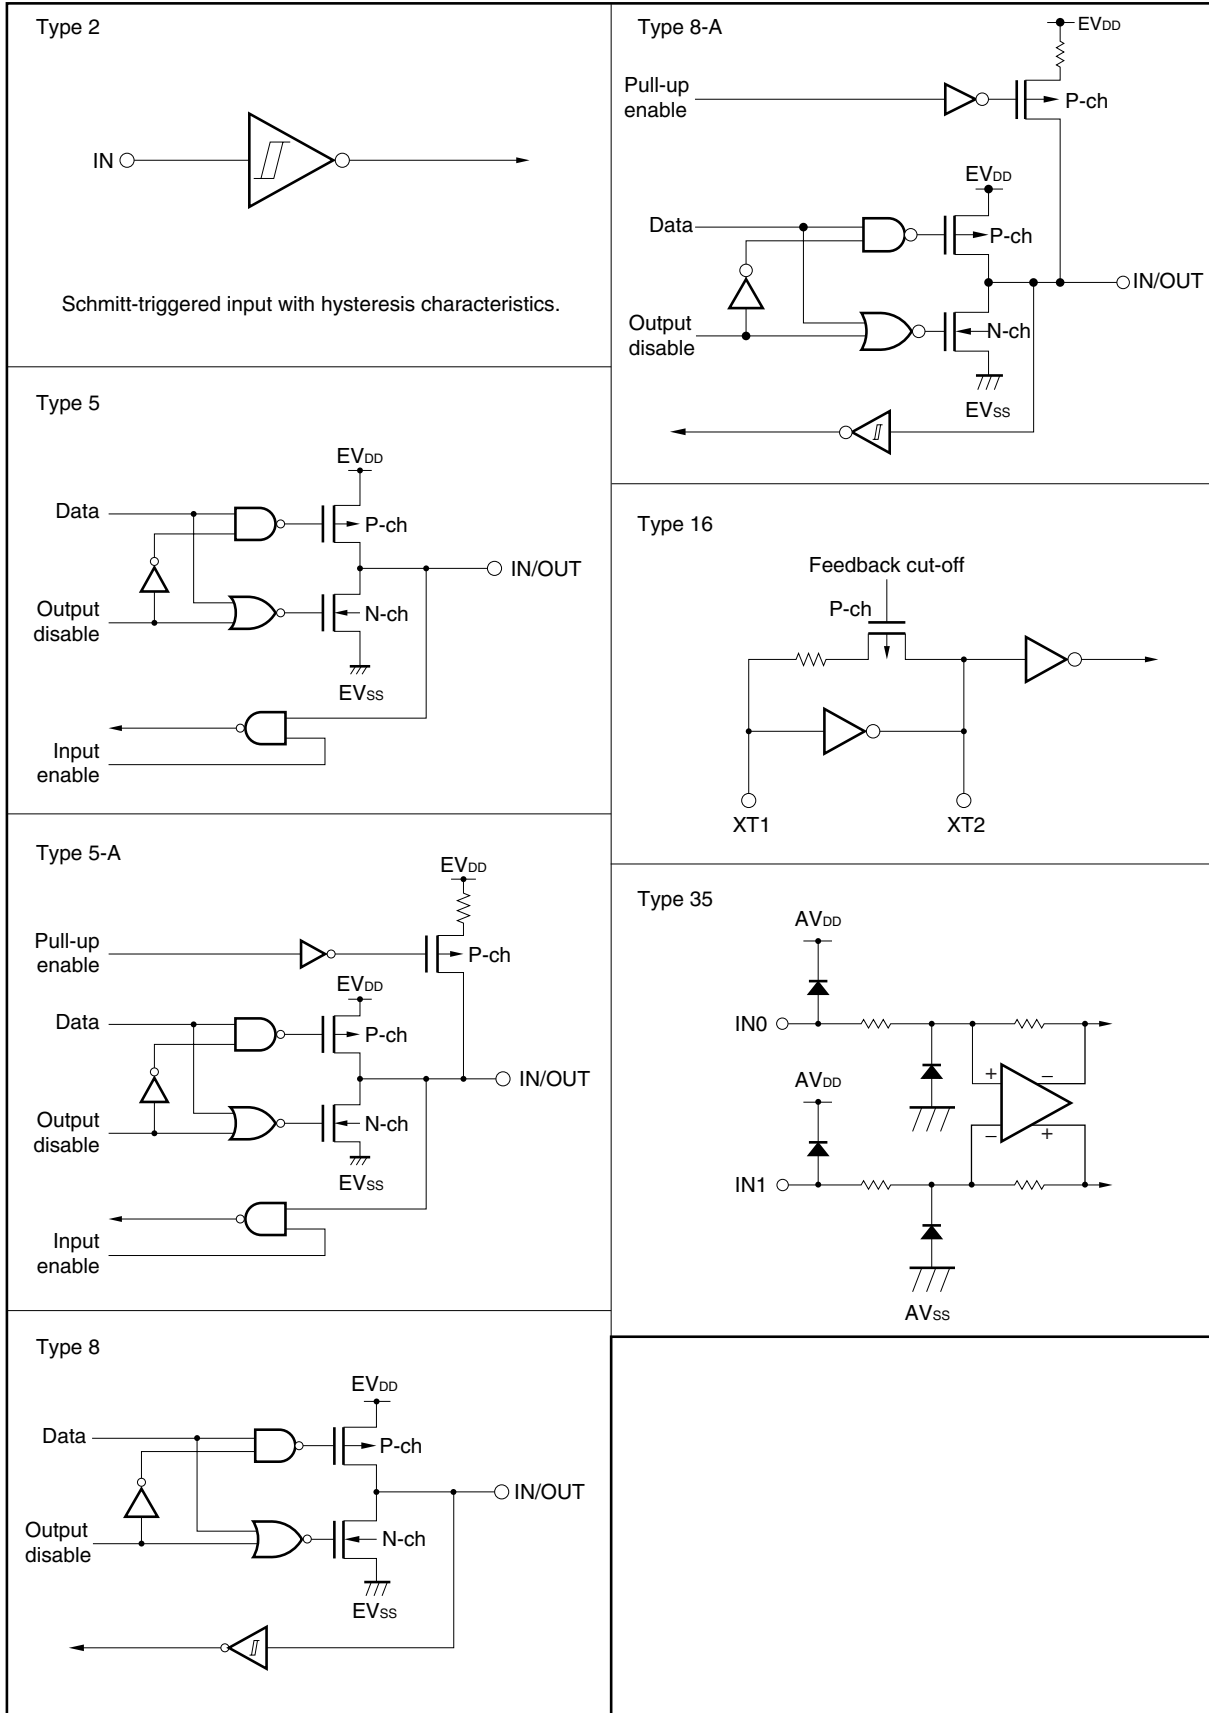 Type 2
IN
Schmitt-triggered input with hysteresis characteristics.
Type 5
EVDD
Data
P-ch
IN/OUT
Output
disable
N-ch
EVSS
Input
enable
Type 5-A
EVDD
Pull-up
enable
P-ch
EVDD
Data
P-ch
IN/OUT
Output
disable
N-ch
EVSS
Input
enable
Type 8
EVDD
Data
P-ch
IN/OUT
Output
disable
N-ch
EVSS
Type 8-A
EVDD
Pull-up
enable
P-ch
EVDD
Data
P-ch
IN/OUT
Output
disable
N-ch
EVSS
Type 16
Feedback cut-off
P-ch
XT1
XT2
Type 35
AVDD
IN0
+
−
AVDD
−
+
IN1
AVSS